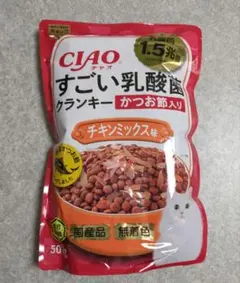 CIAO
チャオ
1.5兆個
すごい乳酸菌
クランキー
かつお節入り
チキンミックス味
国産品
無着色